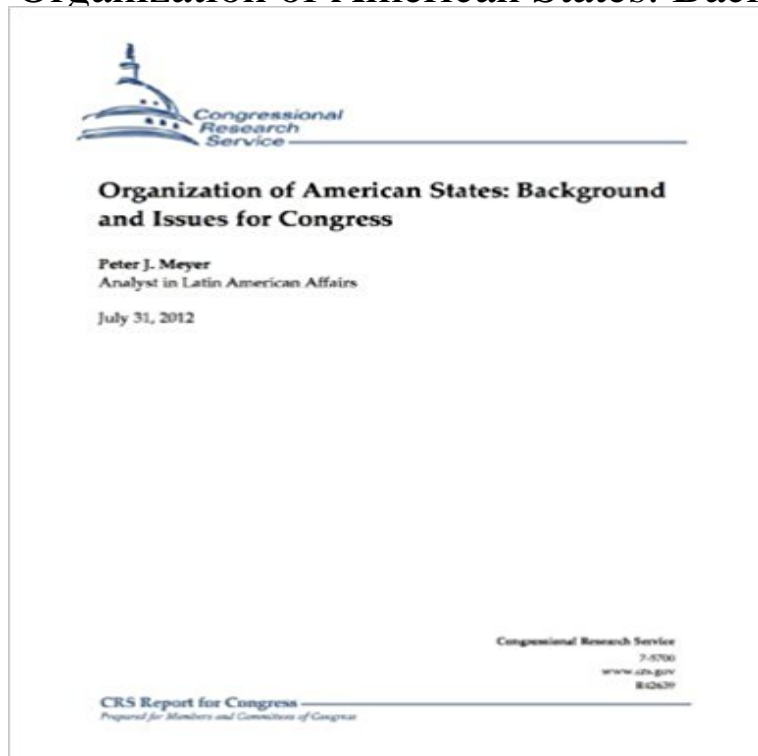 Organization of American States: Bac
Congressional
Research
Service
Organization of American States: Background
and Issues for Congress
Peter J. Meyer
Analyst in Latin American Affairs
July 31, 2012
Congressional Research Service
7-5700
www.crs.gov
R42639
CRS Report for Congress
Prepared for Members and Committees of Congress